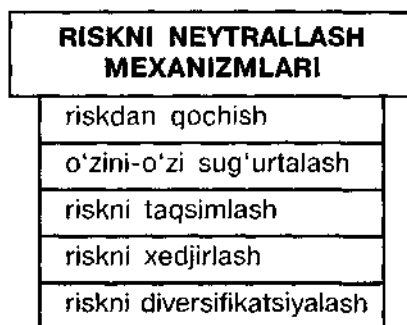 RISKNI NEYTRALLASH
MEXANIZMLARI
riskdan qochish
o‘zini-o‘zi sug‘urtalash
riskni taqsimlash
riskni xedjirlash
riskni diversifikatsiyalash